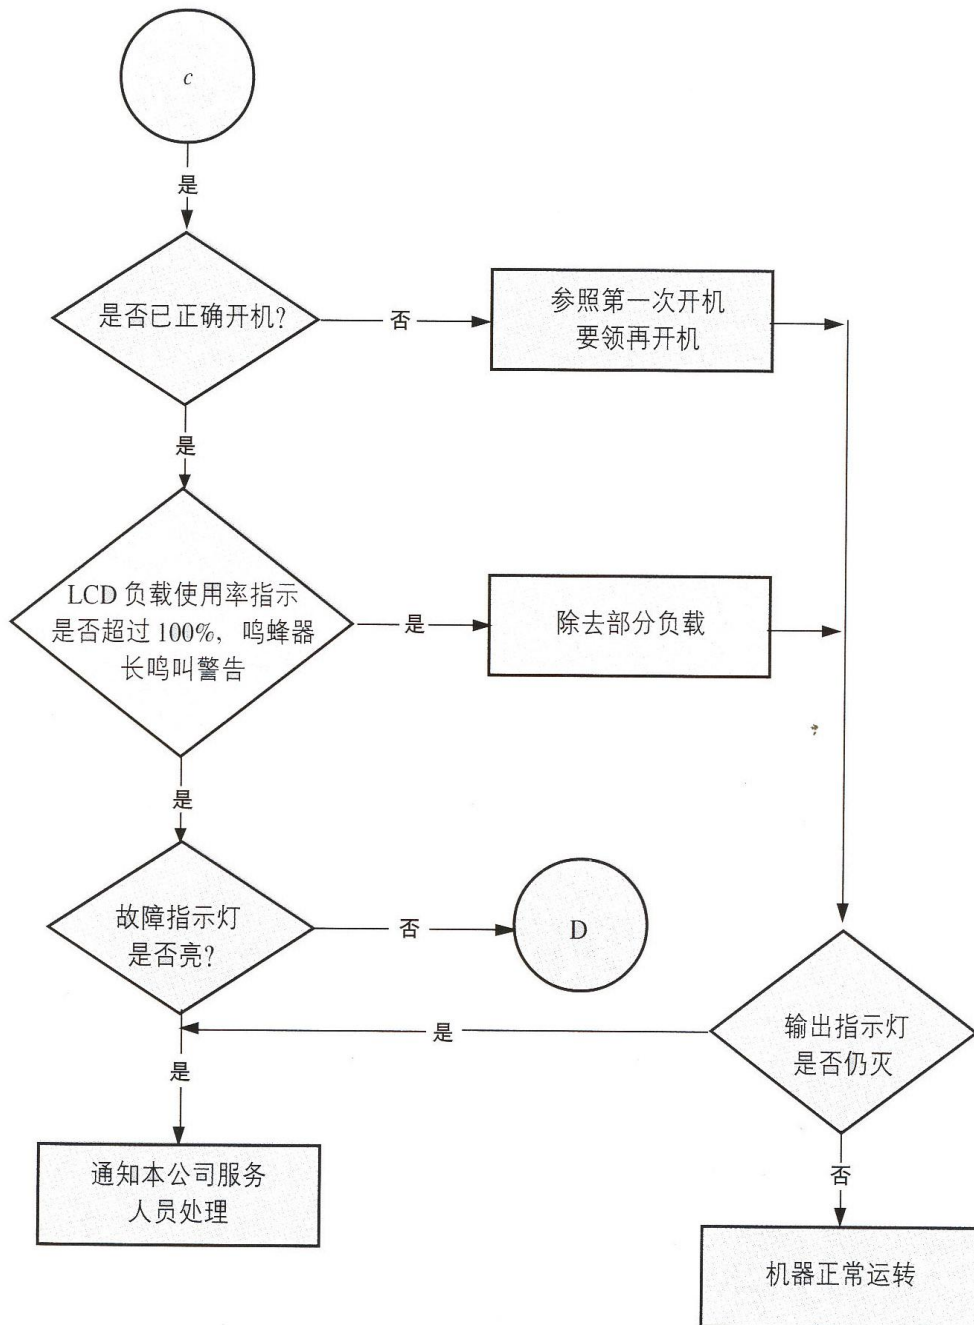 c
是
是否已正确开机?
否
参照第一次开机
要领再开机
是
LCD 负载使用率指示
是否超过 100%, 鸣蜂器
长鸣叫警告
是
除去部分负载
是
故障指示灯
是否亮?
否
D
输出指示灯
是否仍灭
是
是
通知本公司服务
人员处理
否
机器正常运转